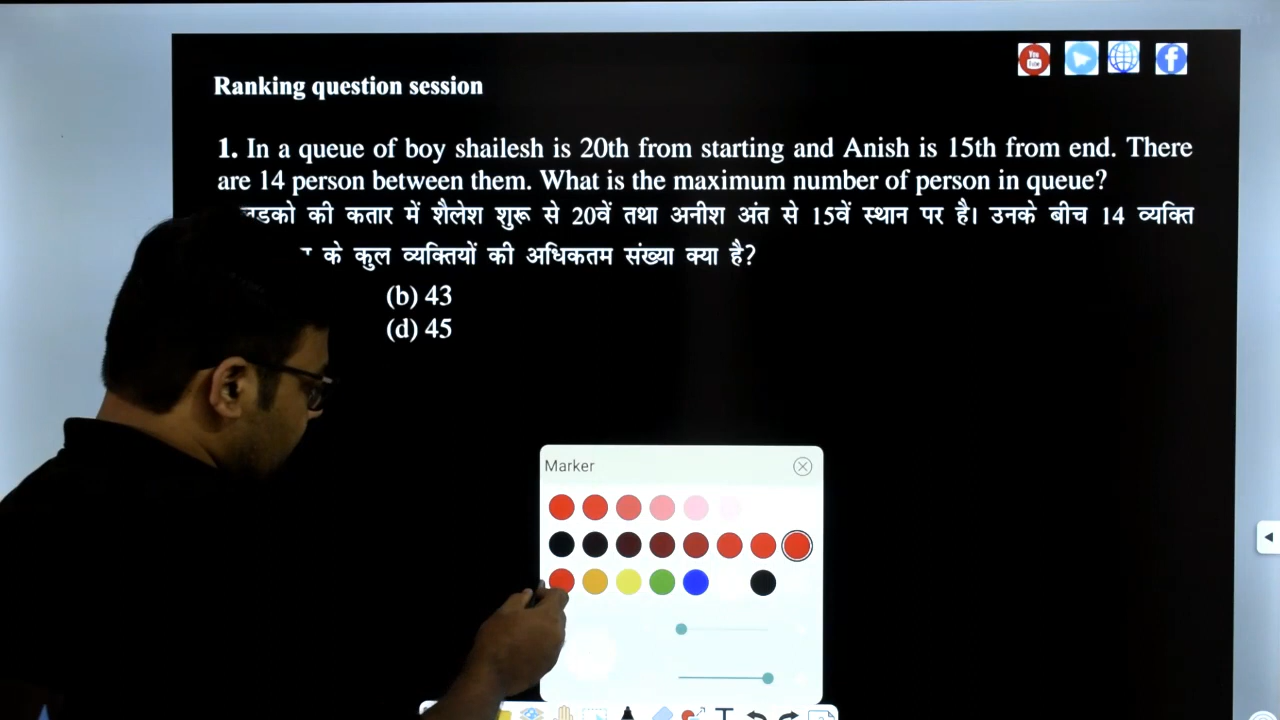 Ranking question session
You
Tube
1. In a queue of boy shailesh is 20th from starting and Anish is 15th from end. There
are 14 person between them. What is the maximum number of person in queue?
की कतार में शैलेश शुरू से 20वें तथा अनीश अंत से 15वें स्थान पर है। उनके बीच 14 व्यक्ति
के कुल व्यक्तियों की अधिकतम संख्या क्या है?
(b) 43
(d) 45
Marker